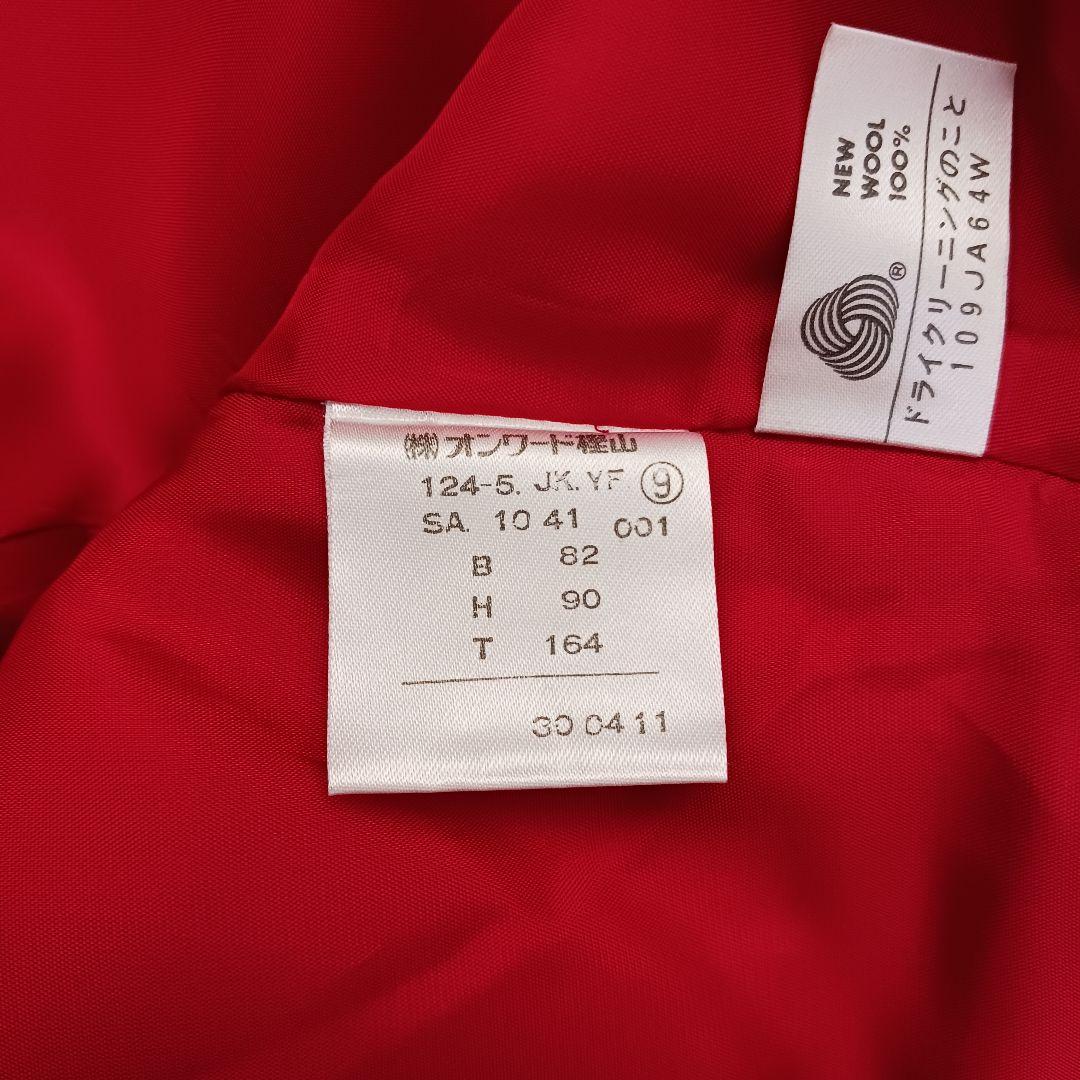 ㈱オンワード樫山
124-5. JK. YF ⑨
SA. 10 41 001
B 82
H 90
T 164
30 04 11
NEW
WOOL
100%
®
ドライクリーニングのこと
109JA64W